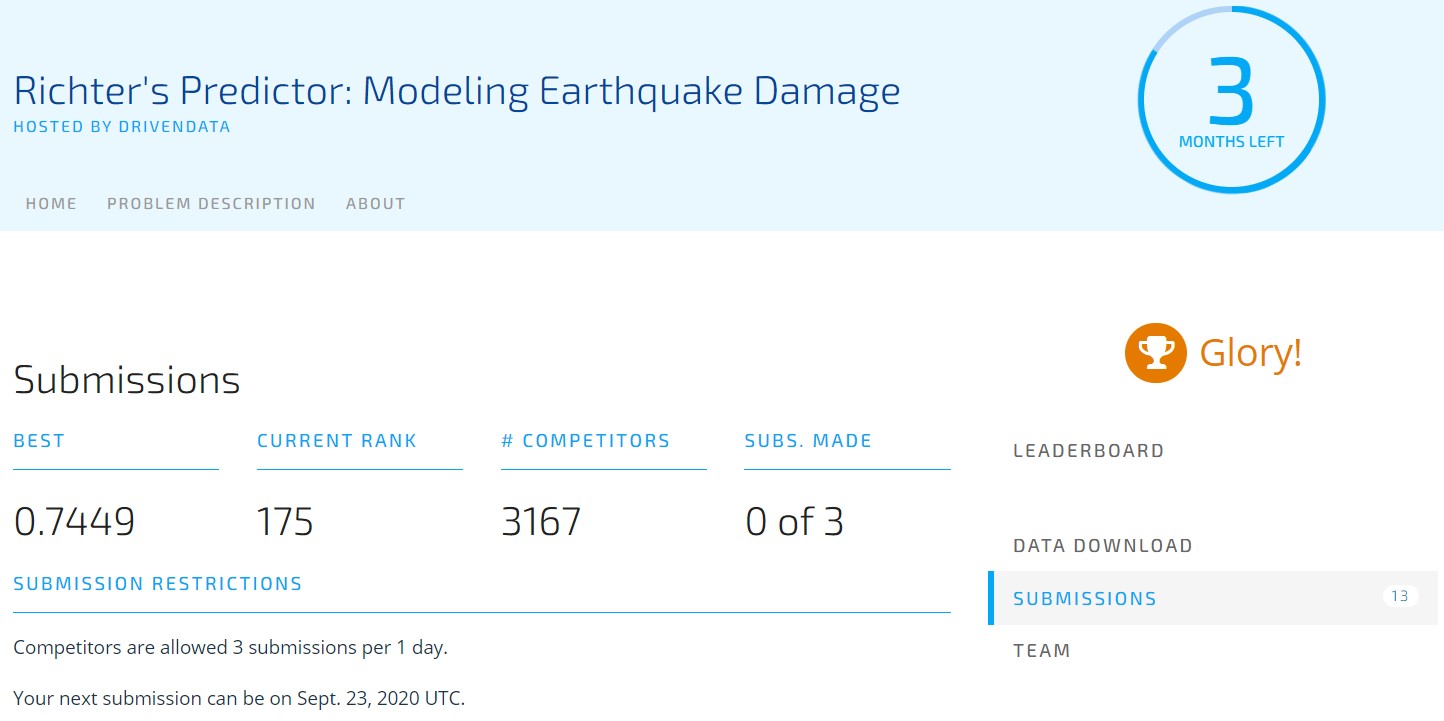 Richter's Predictor: Modeling Earthquake Damage
HOSTED BY DRIVENDATA
3
MONTHS LEFT
HOME PROBLEM DESCRIPTION ABOUT
Glory!
Submissions
BEST CURRENT RANK # COMPETITORS SUBS. MADE
0.7449 175 3167 0 of 3
SUBMISSION RESTRICTIONS
Competitors are allowed 3 submissions per 1 day.
Your next submission can be on Sept. 23, 2020 UTC.
LEADERBOARD
DATA DOWNLOAD
SUBMISSIONS 13
TEAM